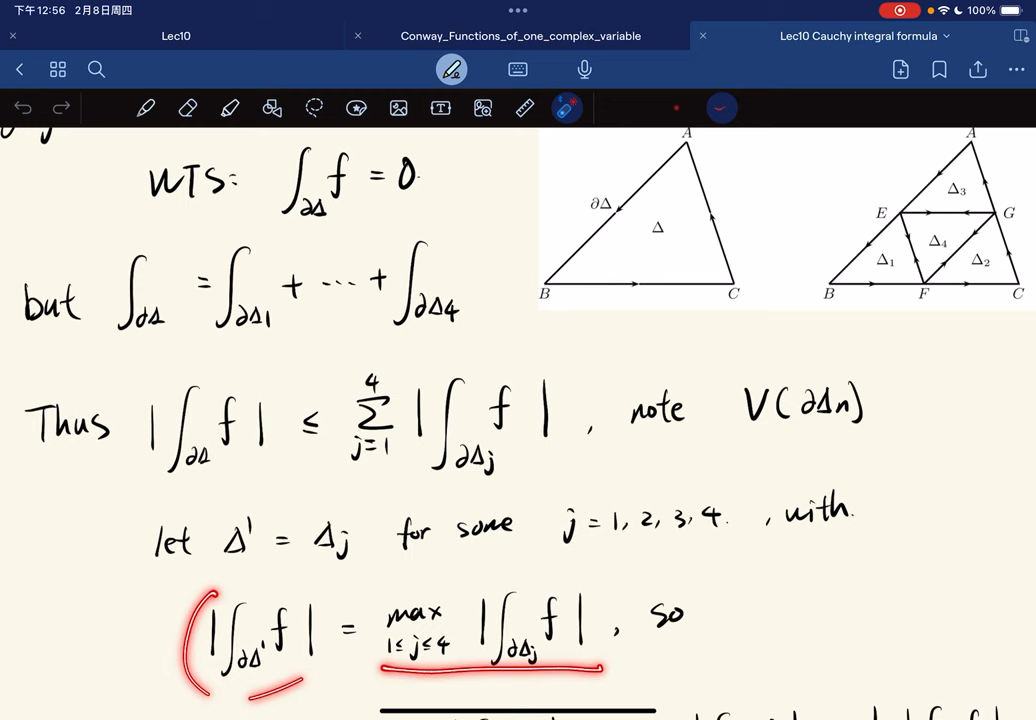 下午12:56 2月8日周四
100%
Lec10
Conway_Functions_of_one_complex_variable
Lec10 Cauchy integral formula
WTS: ∫_{∂Δ} f = 0.
A
∂Δ
Δ
B C
A
Δ3
E G
Δ4
Δ1 Δ2
B F C
but ∫_{∂Δ} = ∫_{∂Δ1} + ··· + ∫_{∂Δ4}
Thus |∫_{∂Δ} f| ≤ ∑_{j=1}^{4} |∫_{∂Δj} f| , note V(∂Δn)
let Δ' = Δj for some j = 1, 2, 3, 4. , with.
|∫_{∂Δ'} f| = max_{1≤j≤4} |∫_{∂Δj} f| , so